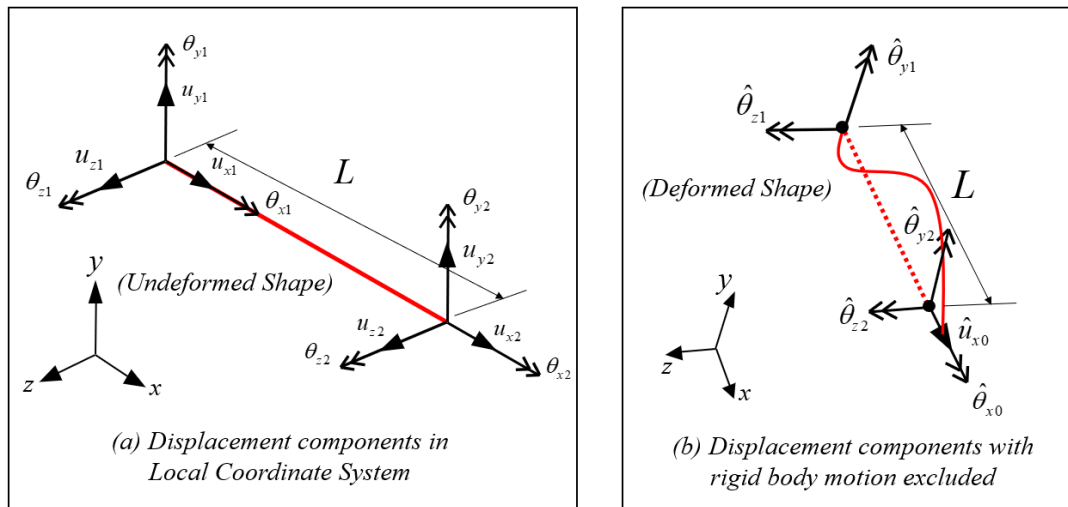 θy1
uy1
uz1
θz1
ux1
θx1
L
θy2
uy2
(Undeformed Shape)
y
z
x
uz2
θz2
ux2
θx2
(a) Displacement components in
Local Coordinate System
θ̂y1
θ̂z1
(Deformed Shape)
L
θ̂y2
θ̂z2
ûx0
θ̂x0
y
z
x
(b) Displacement components with
rigid body motion excluded